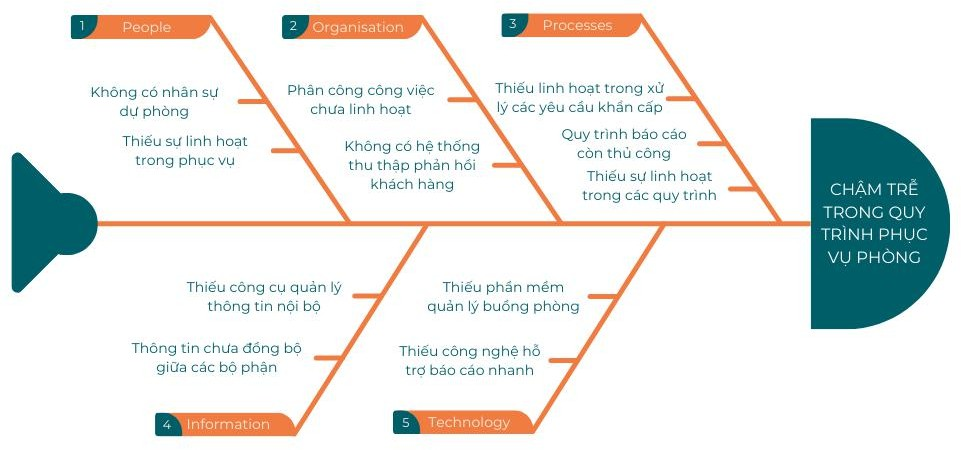 1 People
Không có nhân sự
dự phòng
Thiếu sự linh hoạt
trong phục vụ
2 Organisation
Phân công công việc
chưa linh hoạt
Không có hệ thống
thu thập phản hồi
khách hàng
3 Processes
Thiếu linh hoạt trong xử
lý các yêu cầu khẩn cấp
Quy trình báo cáo
còn thủ công
Thiếu sự linh hoạt
trong các quy trình
CHẬM TRỄ
TRONG QUY
TRÌNH PHỤC
VỤ PHÒNG
Thiếu công cụ quản lý
thông tin nội bộ
Thông tin chưa đồng bộ
giữa các bộ phận
4 Information
Thiếu phần mềm
quản lý buồng phòng
Thiếu công nghệ hỗ
trợ báo cáo nhanh
5 Technology